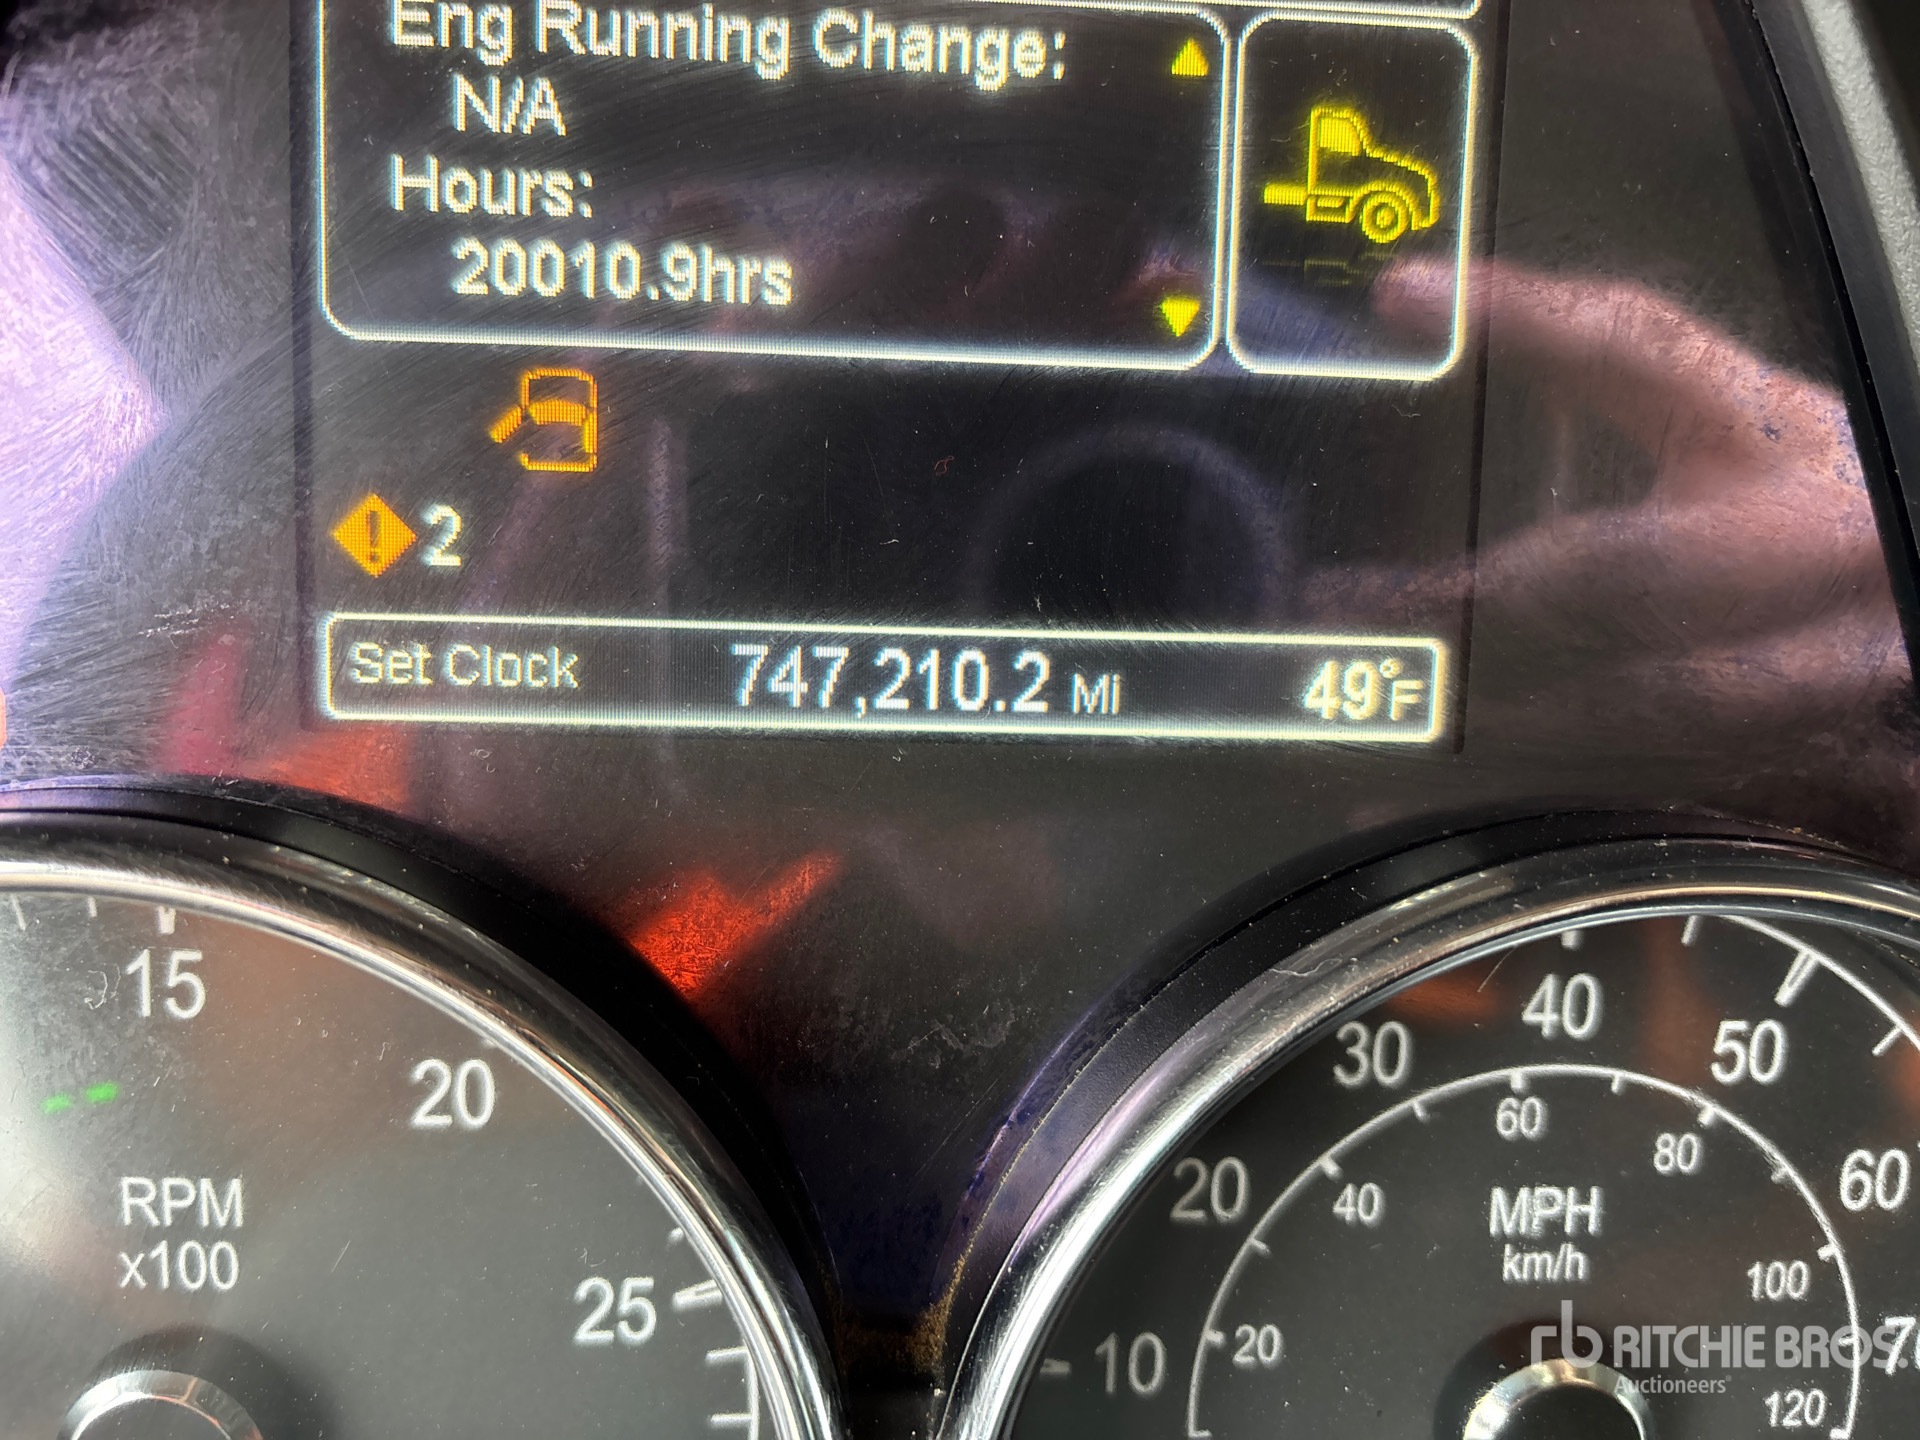 Eng Running Change:
N/A
Hours:
20010.9hrs
! 2
Set Clock 747,210.2 Mi 49°F
15
20
25
RPM
x100
10
20
30
40
50
60
20
40
60
80
100
120
MPH
km/h
rb RITCHIE BROS.
Auctioneers